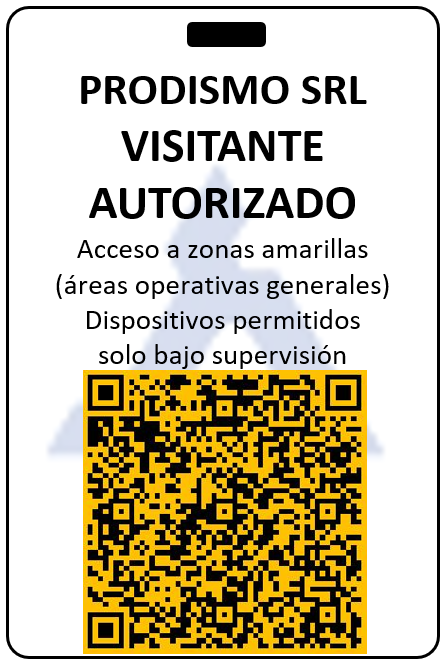 PRODISMO SRL
VISITANTE
AUTORIZADO
Acceso a zonas amarillas
(áreas operativas generales)
Dispositivos permitidos
solo bajo supervisión